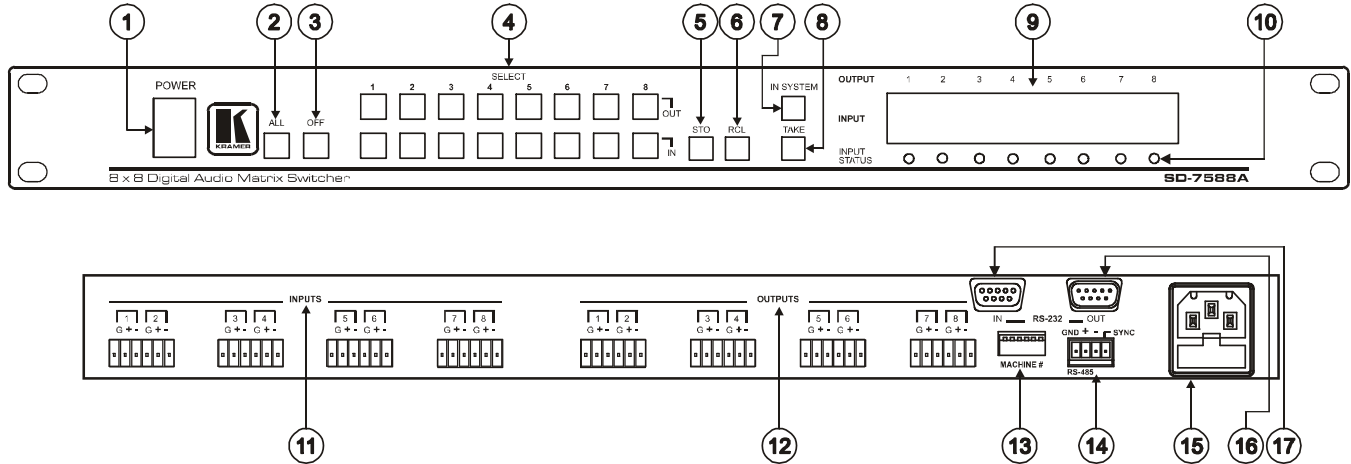 1 2 3 4 5 6 7 8 9 10
SELECT
POWER
1 2 3 4 5 6 7 8
OUT
IN SYSTEM
OUTPUT 1 2 3 4 5 6 7 8
INPUT
K
KRAMER
ALL OFF
STO RCL
TAKE
IN
INPUT
STATUS
8 x 8 Digital Audio Matrix Switcher
SD-7588A
INPUTS
1 2 3 4 5 6 7 8
G + - G + - G + - G + - G + - G + - G + - G + -
OUTPUTS
1 2 3 4 5 6 7 8
G + - G + - G + - G + - G + - G + - G + - G + -
IN RS-232 OUT
GND + - SYNC
MACHINE #
RS-485
11 12 13 14 15 16 17